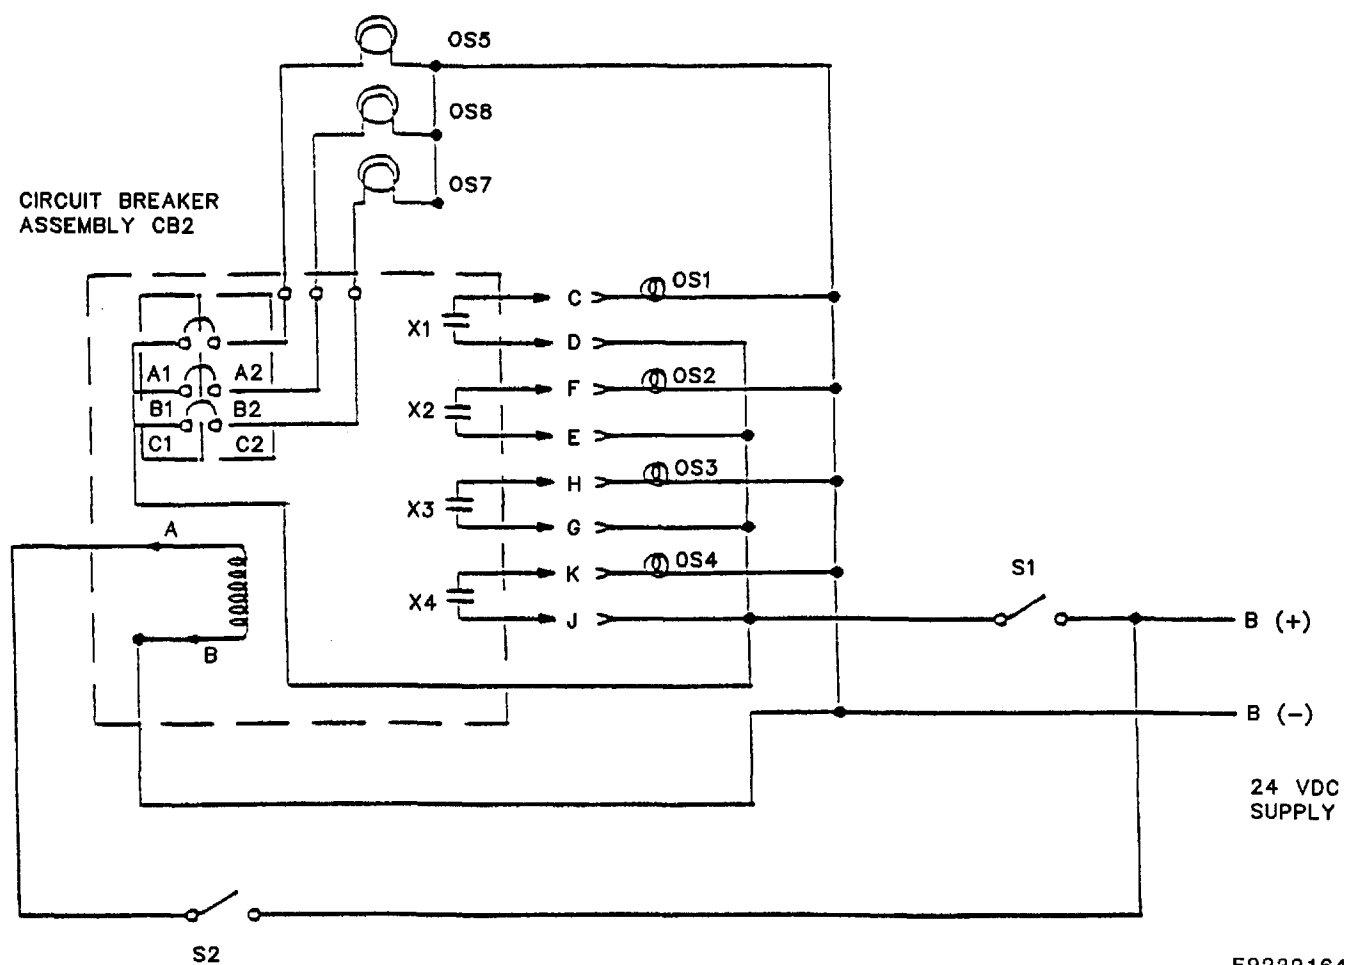 OS5
OS8
OS7
CIRCUIT BREAKER
ASSEMBLY CB2
C
OS1
X1
D
A1
A2
F
OS2
B1
B2
X2
E
C1
C2
H
OS3
X3
G
A
K
OS4
X4
J
S1
B (+)
B
B (−)
24 VDC
SUPPLY
S2